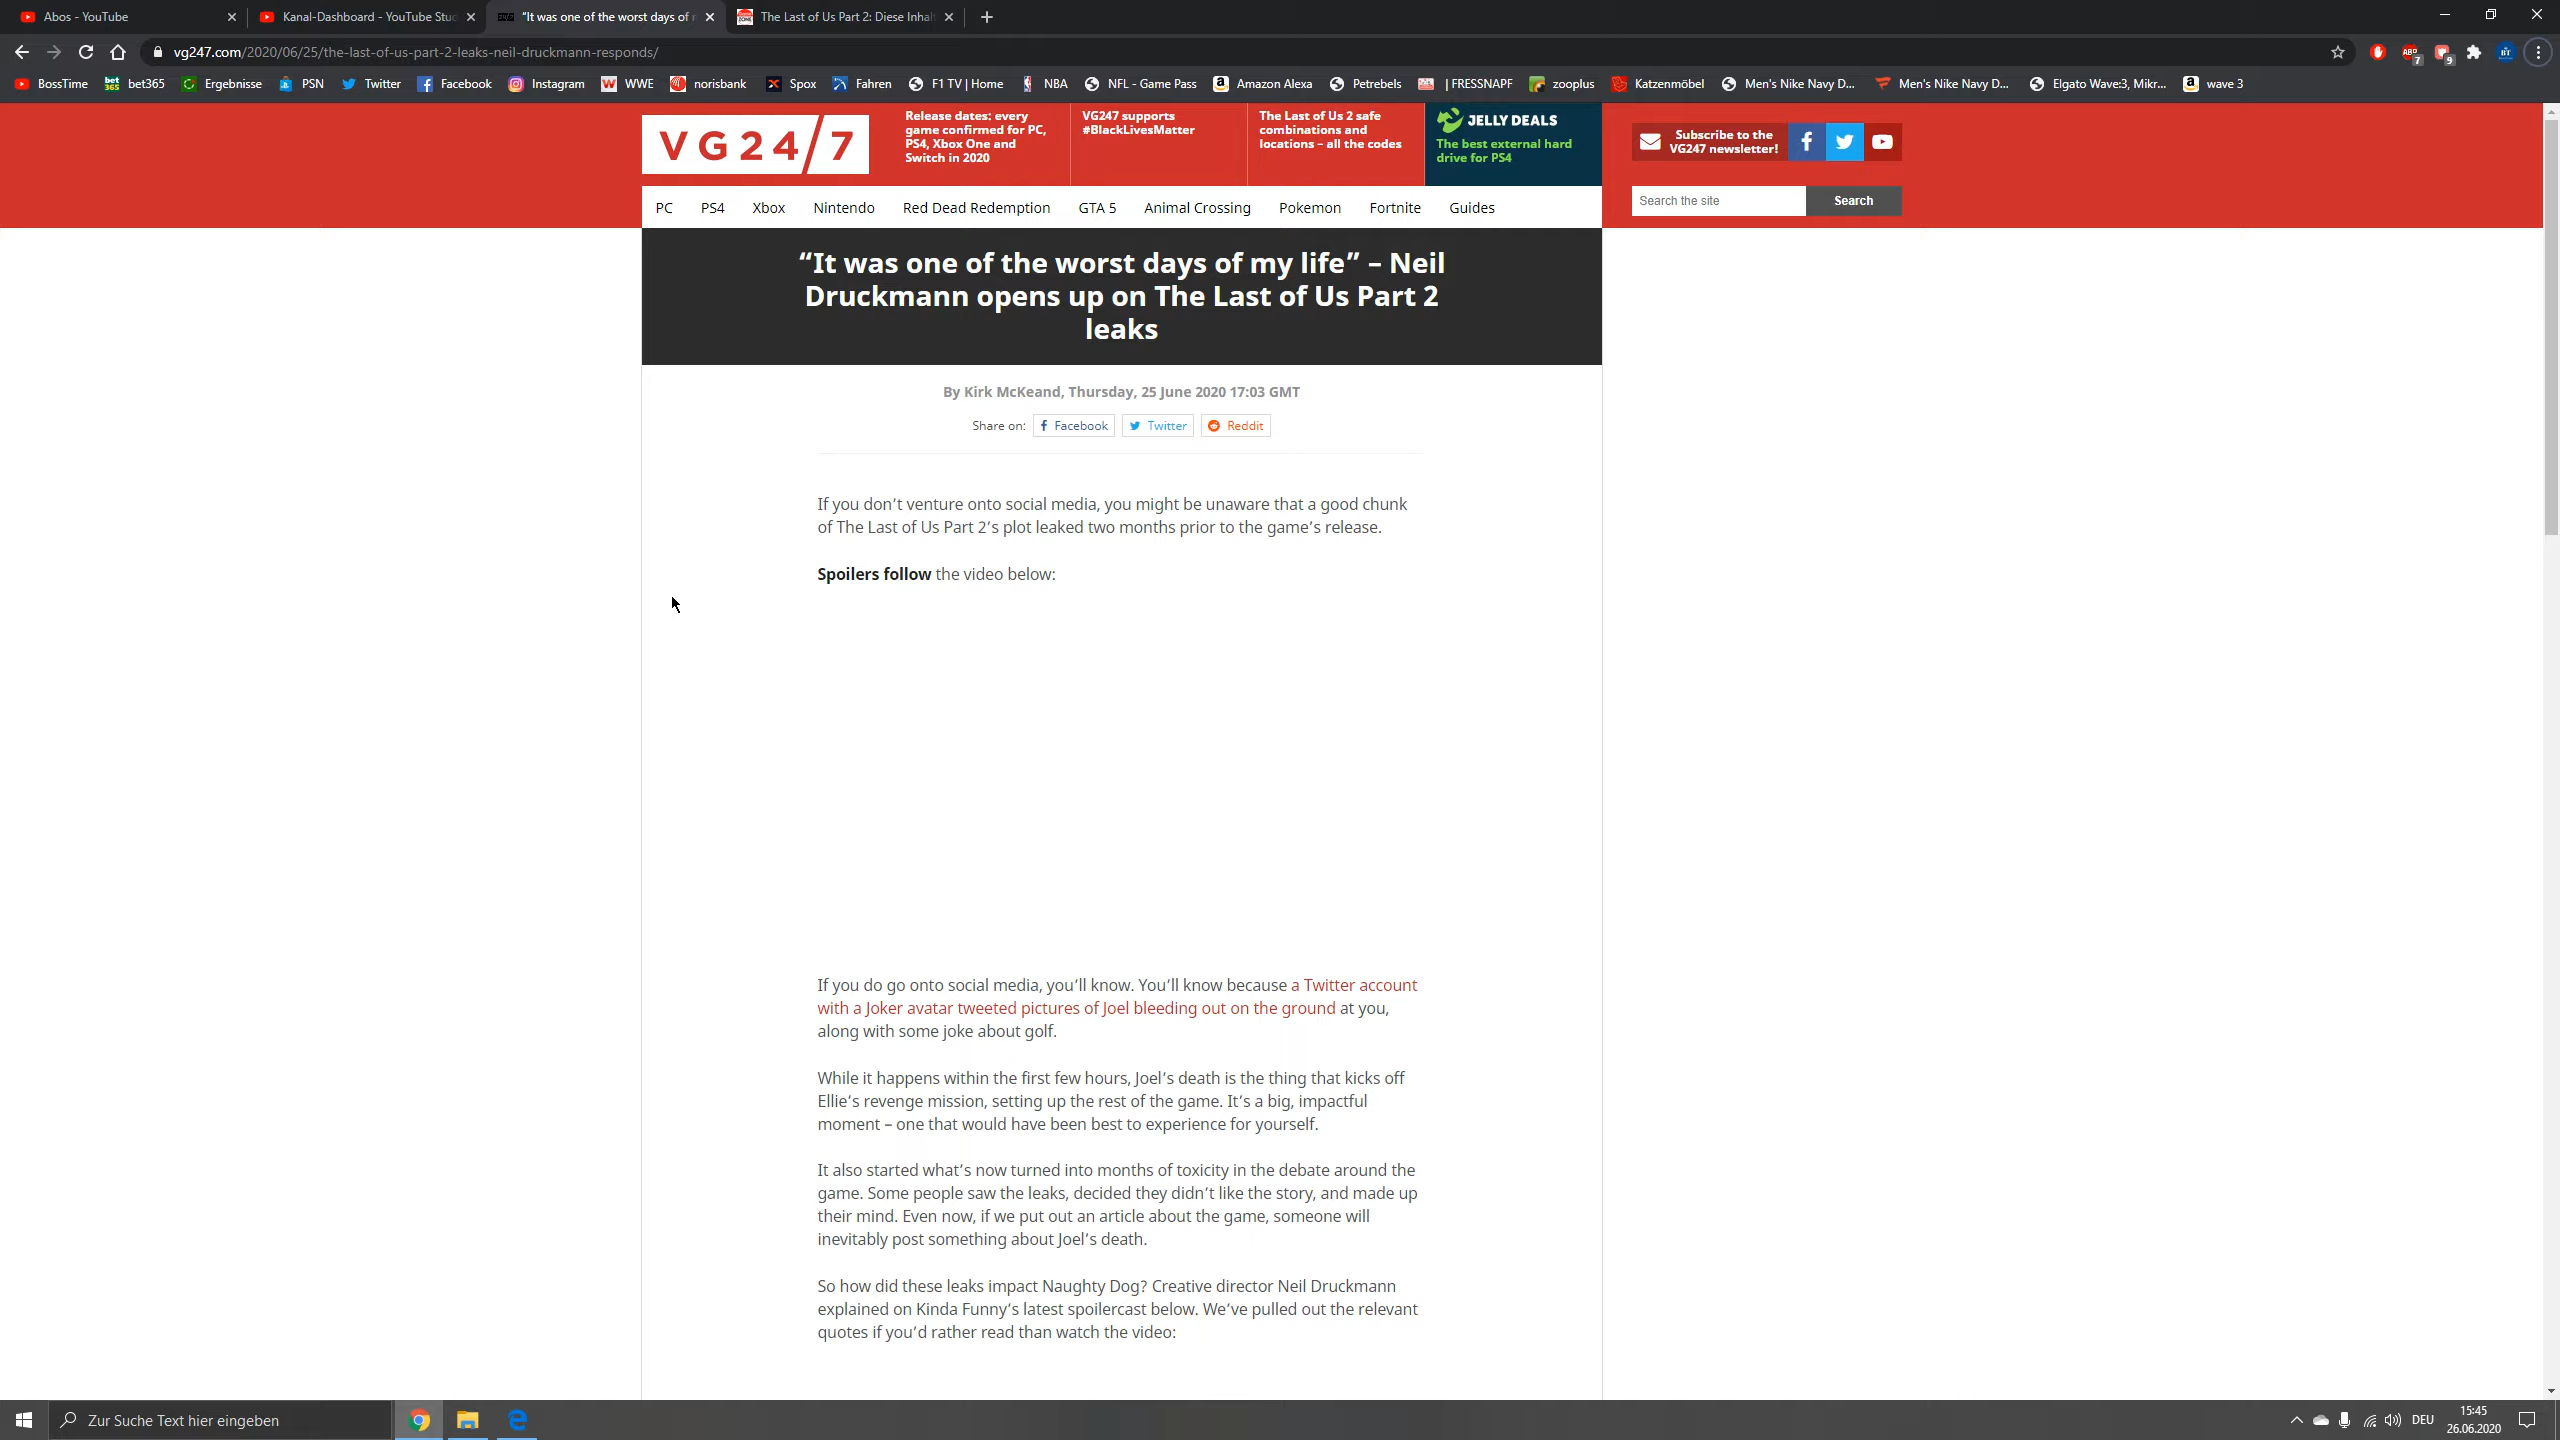 Abos - YouTube
Kanal-Dashboard - YouTube Stud
"It was one of the worst days of
The Last of Us Part 2: Diese Inhal
vg247.com/2020/06/25/the-last-of-us-part-2-leaks-neil-druckmann-responds/
ABP
7
9
BT
BossTime
bet365
bet365
Ergebnisse
PSN
Twitter
Facebook
Instagram
WWE
norisbank
Spox
Fahren
F1 TV | Home
NBA
NFL - Game Pass
Amazon Alexa
Petrebels
| FRESSNAPF
zooplus
Katzenmöbel
Men's Nike Navy D...
Men's Nike Navy D...
Elgato Wave:3, Mikr...
wave 3
VG24/7
Release dates: every
game confirmed for PC,
PS4, Xbox One and
Switch in 2020
VG247 supports
#BlackLivesMatter
The Last of Us 2 safe
combinations and
locations – all the codes
JELLY DEALS
The best external hard
drive for PS4
Subscribe to the
VG247 newsletter!
Search the site
Search
PC
PS4
Xbox
Nintendo
Red Dead Redemption
GTA 5
Animal Crossing
Pokemon
Fortnite
Guides
“It was one of the worst days of my life” – Neil
Druckmann opens up on The Last of Us Part 2
leaks
By Kirk McKeand, Thursday, 25 June 2020 17:03 GMT
Share on:
Facebook
Twitter
Reddit
If you don’t venture onto social media, you might be unaware that a good chunk
of The Last of Us Part 2’s plot leaked two months prior to the game’s release.
Spoilers follow the video below:
If you do go onto social media, you’ll know. You’ll know because a Twitter account
with a Joker avatar tweeted pictures of Joel bleeding out on the ground at you,
along with some joke about golf.
While it happens within the first few hours, Joel’s death is the thing that kicks off
Ellie’s revenge mission, setting up the rest of the game. It’s a big, impactful
moment – one that would have been best to experience for yourself.
It also started what’s now turned into months of toxicity in the debate around the
game. Some people saw the leaks, decided they didn’t like the story, and made up
their mind. Even now, if we put out an article about the game, someone will
inevitably post something about Joel’s death.
So how did these leaks impact Naughty Dog? Creative director Neil Druckmann
explained on Kinda Funny’s latest spoilercast below. We’ve pulled out the relevant
quotes if you’d rather read than watch the video:
Zur Suche Text hier eingeben
DEU
15:45
26.06.2020